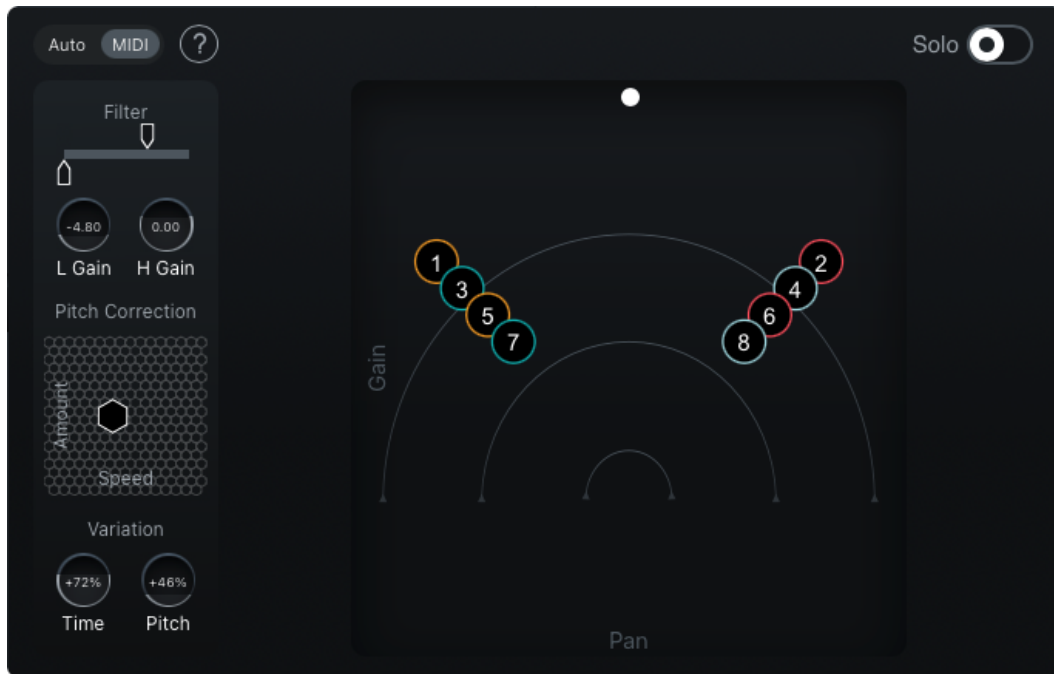 Auto MIDI ? Solo
Filter
-4.80 0.00
L Gain H Gain
Pitch Correction
Amount
Speed
Variation
+72% +46%
Time Pitch
1 2
3 4
5 6
7 8
Gain
Pan